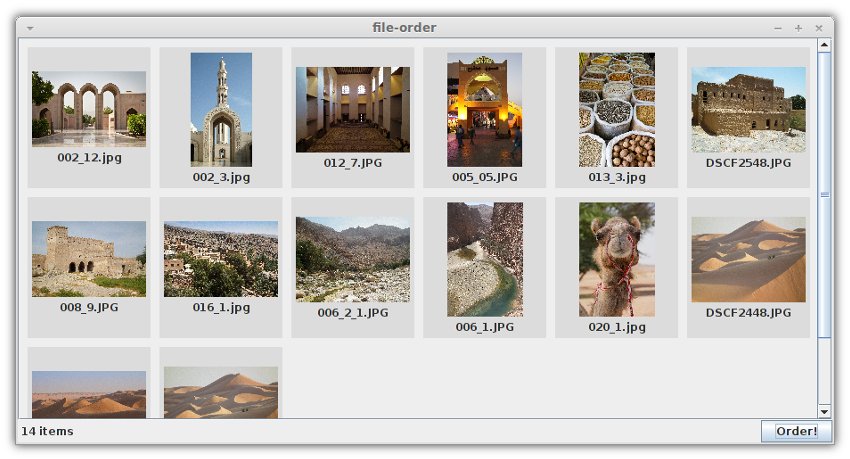 file-order
002_12.jpg
002_3.jpg
012_7.JPG
005_05.JPG
013_3.jpg
DSCF2548.JPG
008_9.JPG
016_1.jpg
006_2_1.JPG
006_1.JPG
020_1.jpg
DSCF2448.JPG
14 items
Order!